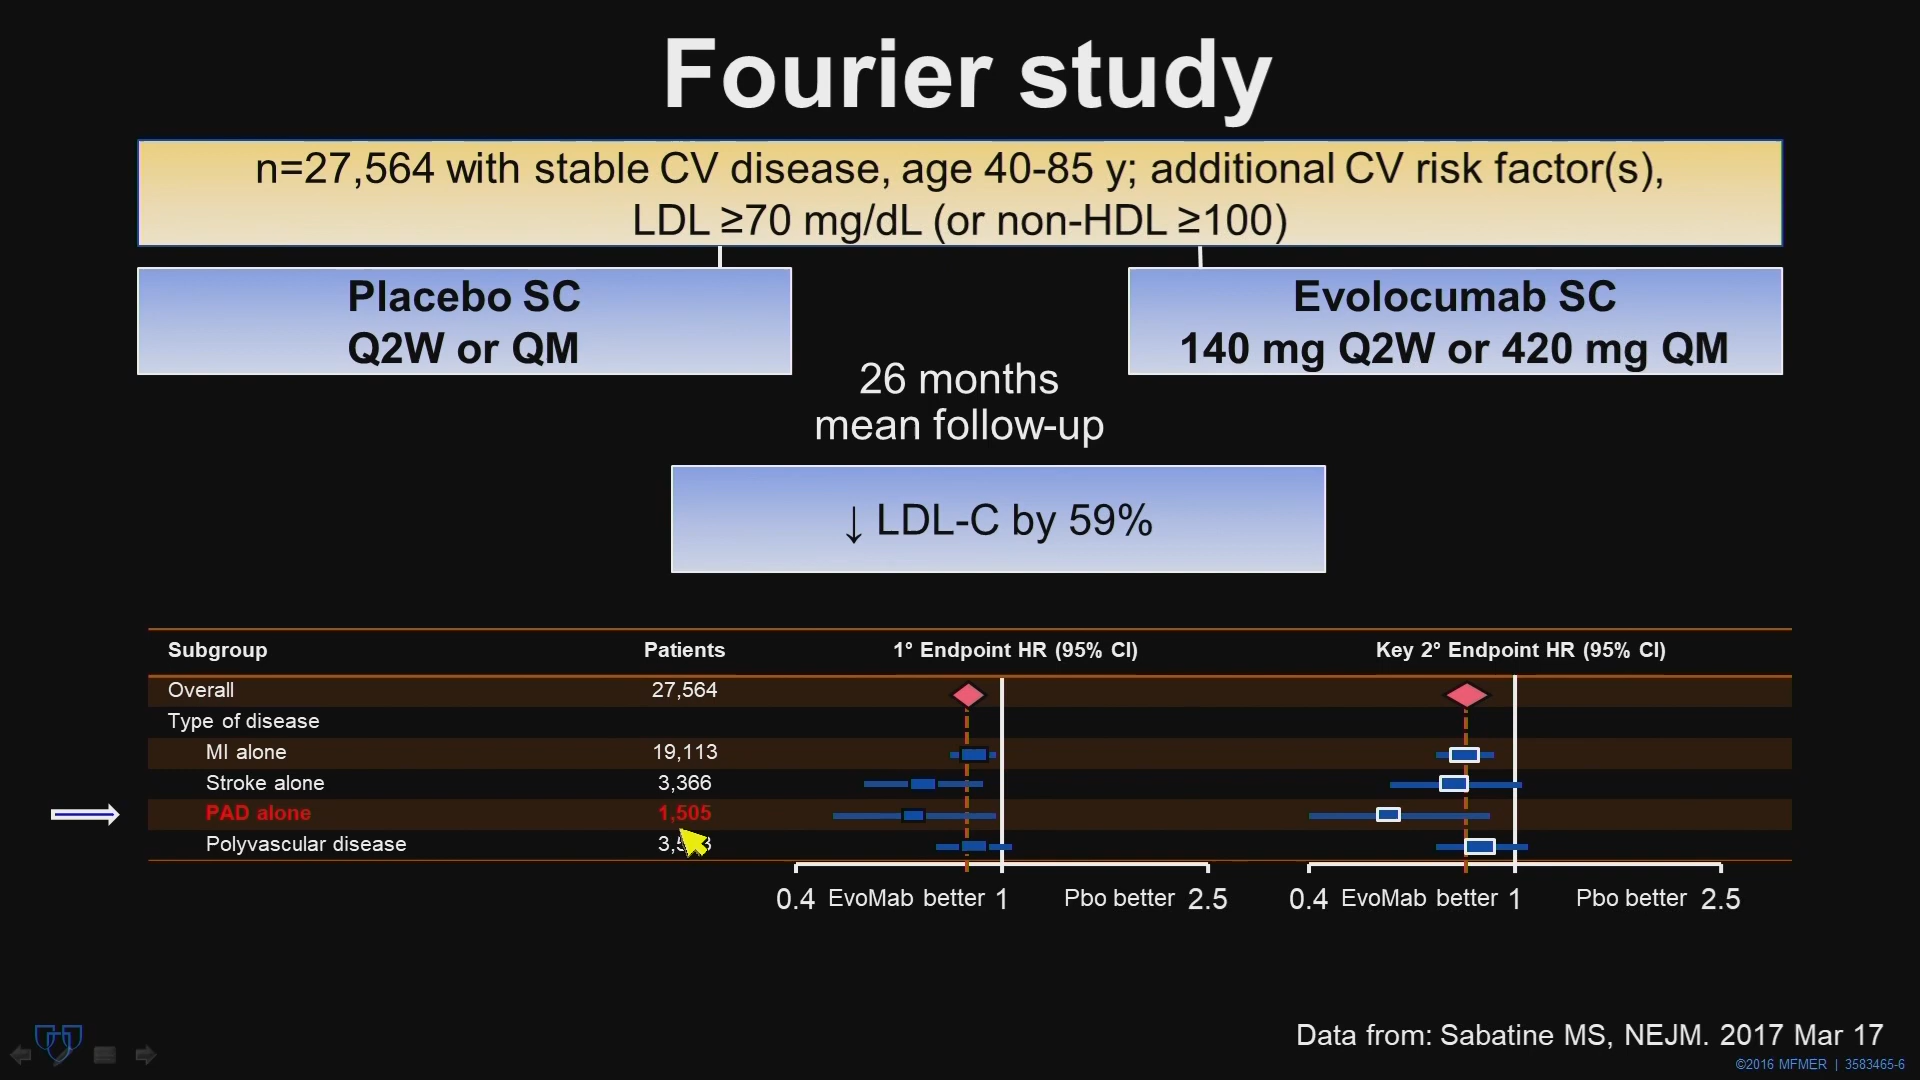 Fourier study
n=27,564 with stable CV disease, age 40-85 y; additional CV risk factor(s),
LDL ≥70 mg/dL (or non-HDL ≥100)
Placebo SC
Q2W or QM
Evolocumab SC
140 mg Q2W or 420 mg QM
26 months
mean follow-up
↓ LDL-C by 59%
Subgroup Patients 1° Endpoint HR (95% CI) Key 2° Endpoint HR (95% CI)
Overall 27,564
Type of disease
MI alone 19,113
Stroke alone 3,366
PAD alone 1,505
Polyvascular disease
0.4 EvoMab better 1 Pbo better 2.5 0.4 EvoMab better 1 Pbo better 2.5
Data from: Sabatine MS, NEJM. 2017 Mar 17
©2016 MFMER | 3583465-6